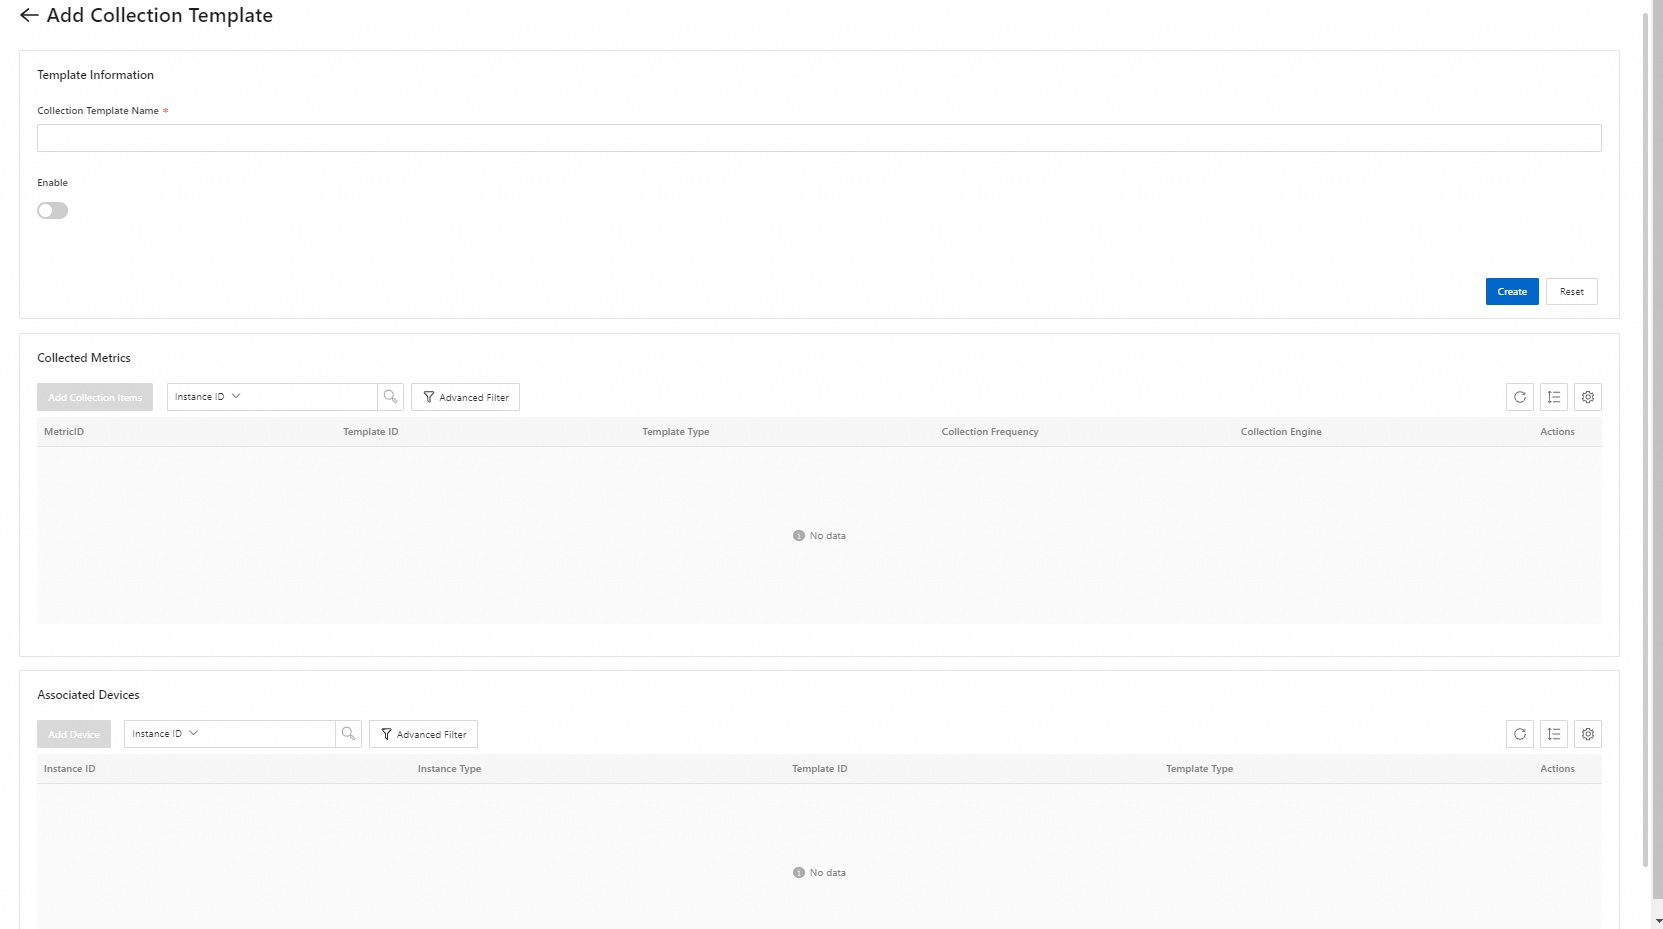 Add Collection Template
Template Information
Collection Template Name *
Enable
Create Reset
Collected Metrics
Add Collection Items Instance ID Advanced Filter
MetricID Template ID Template Type Collection Frequency Collection Engine Actions
No data
Associated Devices
Add Device Instance ID Advanced Filter
Instance ID Instance Type Template ID Template Type Actions
No data